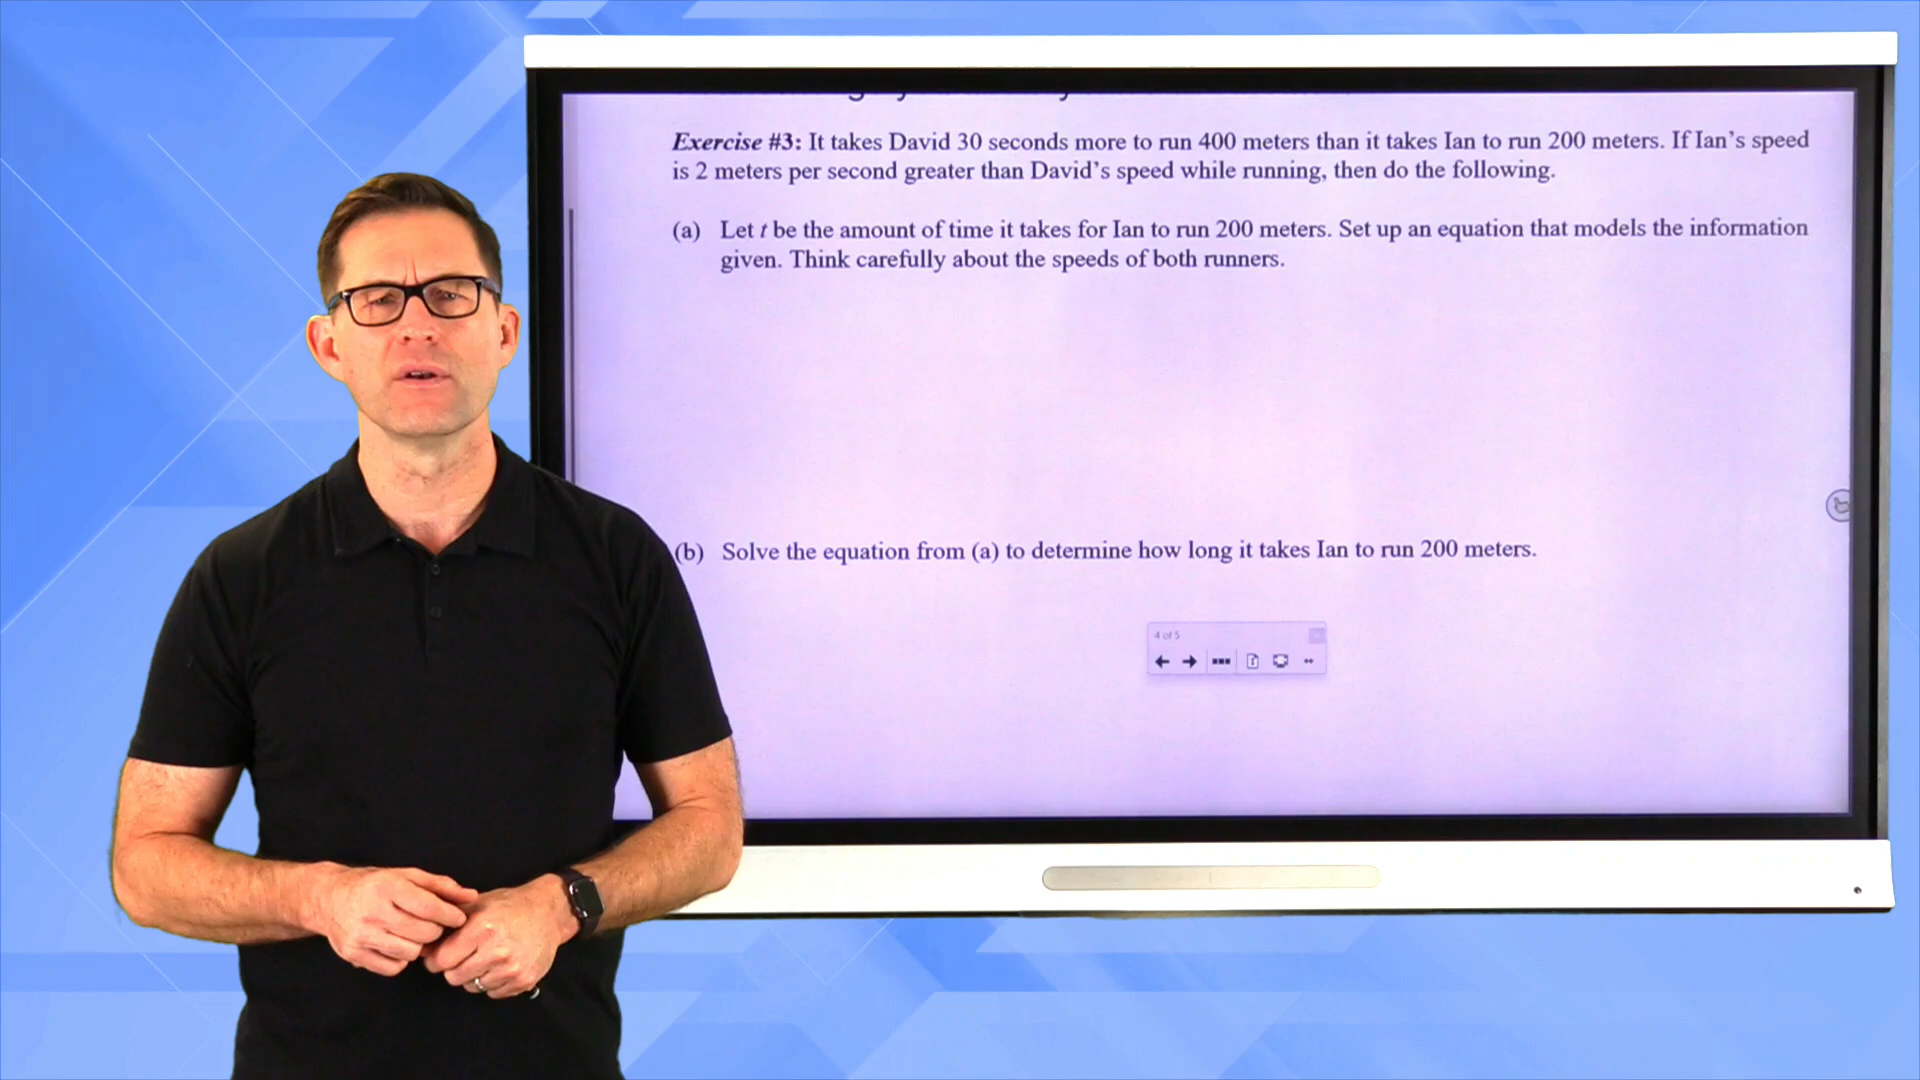 Exercise #3: It takes David 30 seconds more to run 400 meters than it takes Ian to run 200 meters. If Ian's speed
is 2 meters per second greater than David's speed while running, then do the following.
(a) Let t be the amount of time it takes for Ian to run 200 meters. Set up an equation that models the information
given. Think carefully about the speeds of both runners.
(b) Solve the equation from (a) to determine how long it takes Ian to run 200 meters.
4 of 5